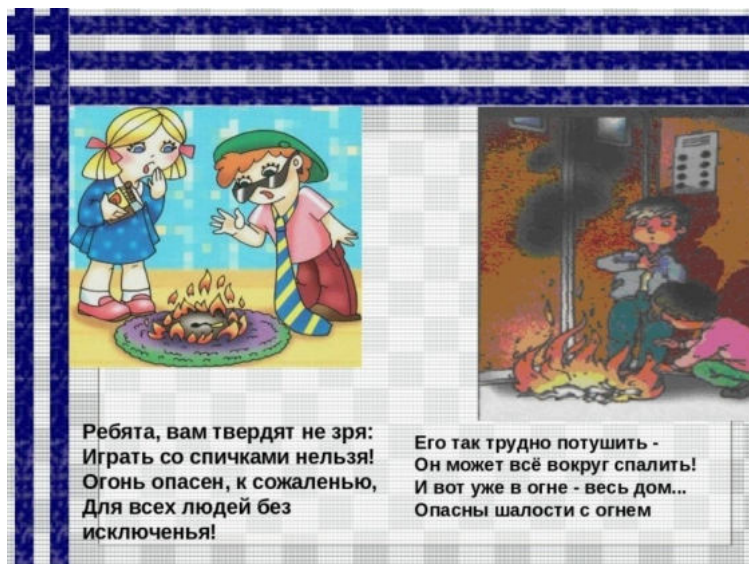 Ребята, вам твердят не зря:
Играть со спичками нельзя!
Огонь опасен, к сожаленью,
Для всех людей без
исключенья!
Его так трудно потушить -
Он может всё вокруг спалить!
И вот уже в огне - весь дом...
Опасны шалости с огнем